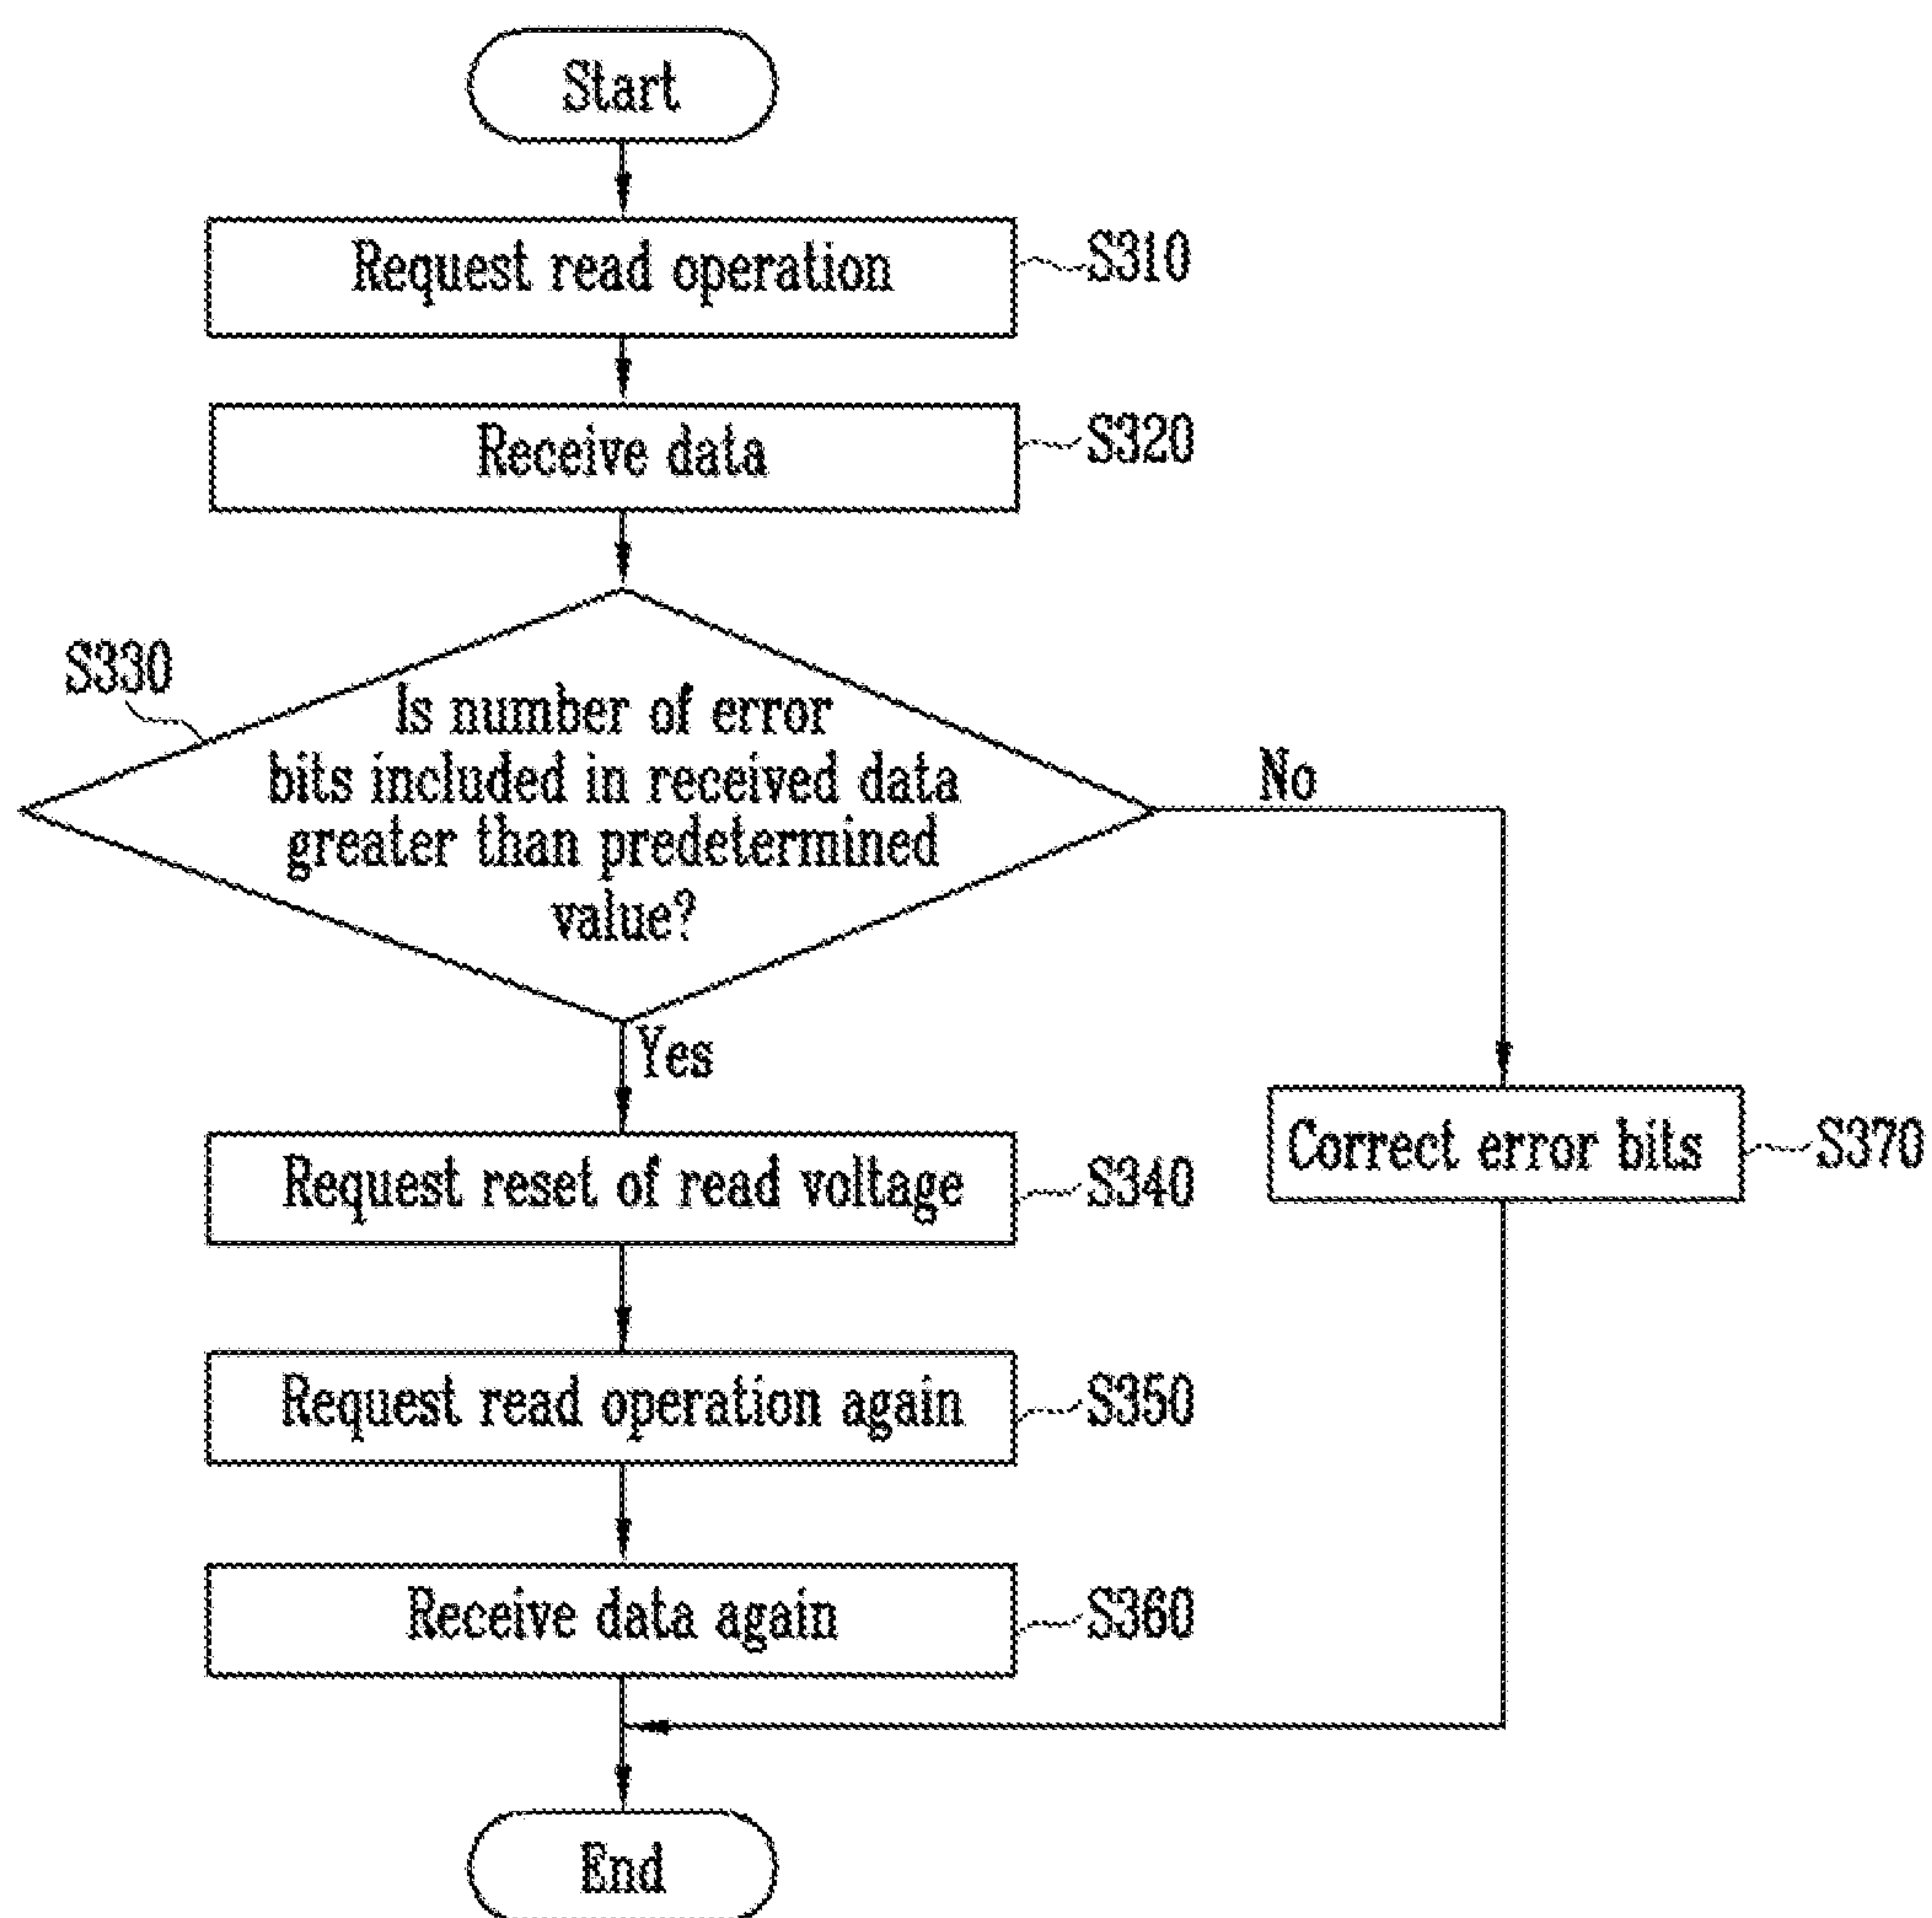 Start
Request read operation
S310
Receive data
S320
S330
Is number of error
bits included in received data
greater than predetermined
value?
No
Yes
Request reset of read voltage
S340
Correct error bits
S370
Request read operation again
S350
Receive data again
S360
End